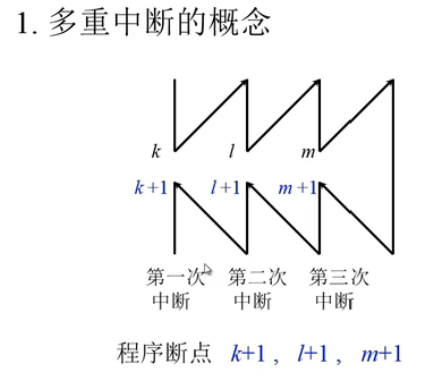 1. 多重中断的概念
k l m
k+1 l+1 m+1
第一次 第二次 第三次
中断 中断 中断
程序断点 k+1 , l+1 , m+1